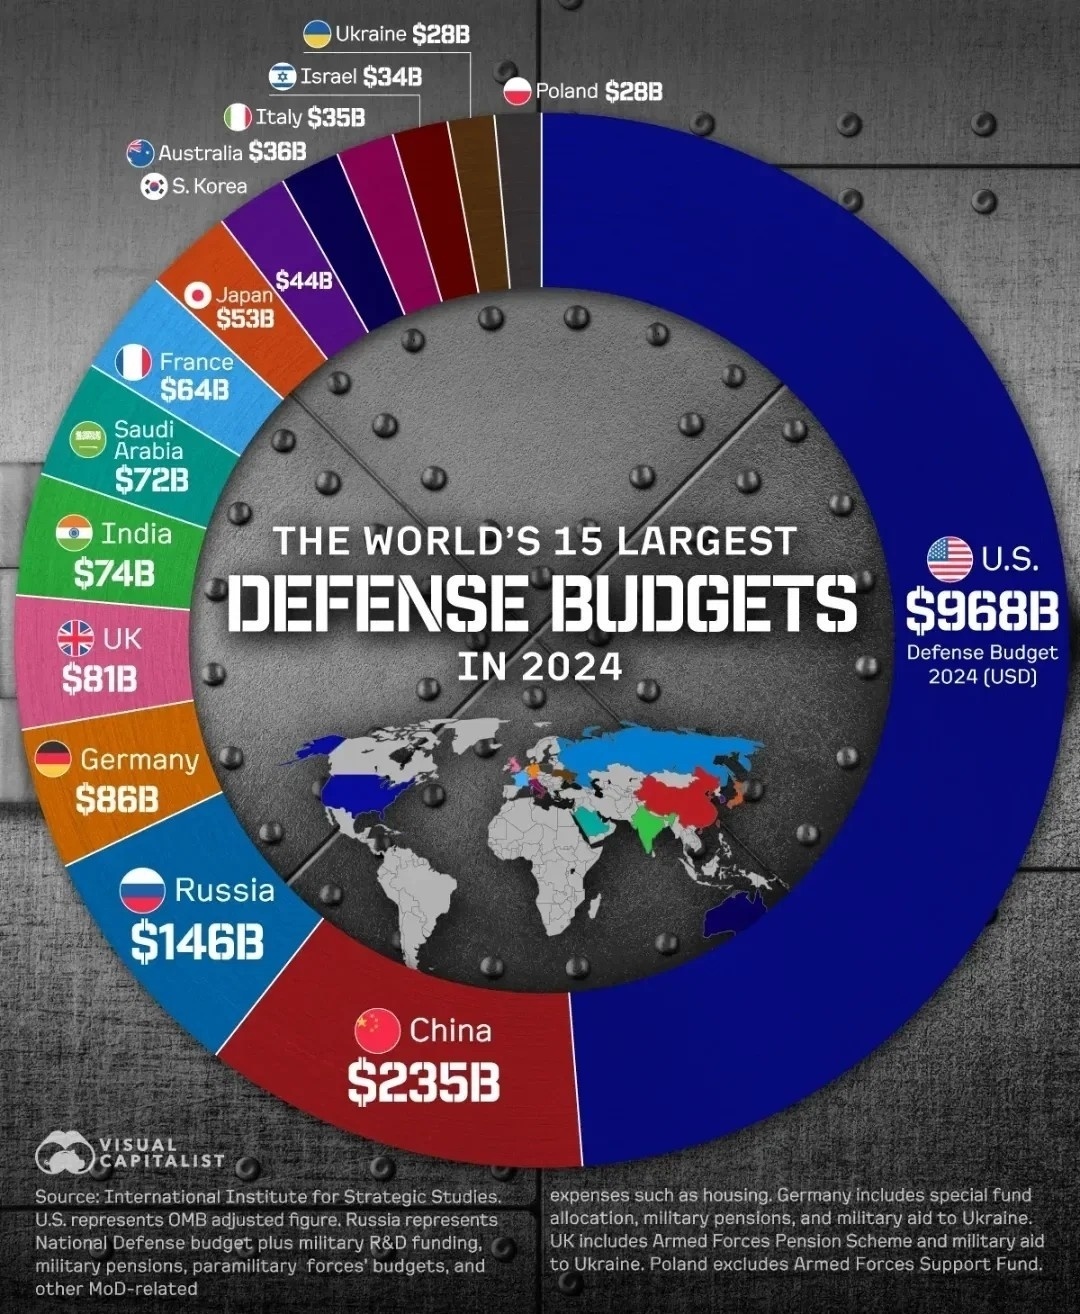 Ukraine $28B
Israel $34B
Poland $28B
Italy $35B
Australia $36B
S. Korea
$44B
Japan
$53B
France
$64B
Saudi
Arabia
$72B
India
$74B
UK
$81B
Germany
$86B
Russia
$146B
China
$235B
U.S.
$968B
Defense Budget
2024 (USD)
THE WORLD'S 15 LARGEST
DEFENSE BUDGETS
IN 2024
VISUAL
CAPITALIST
Source: International Institute for Strategic Studies.
U.S. represents OMB adjusted figure. Russia represents
National Defense budget plus military R&D funding,
military pensions, paramilitary forces' budgets, and
other MoD-related
expenses such as housing. Germany includes special fund
allocation, military pensions, and military aid to Ukraine.
UK includes Armed Forces Pension Scheme and military aid
to Ukraine. Poland excludes Armed Forces Support Fund.